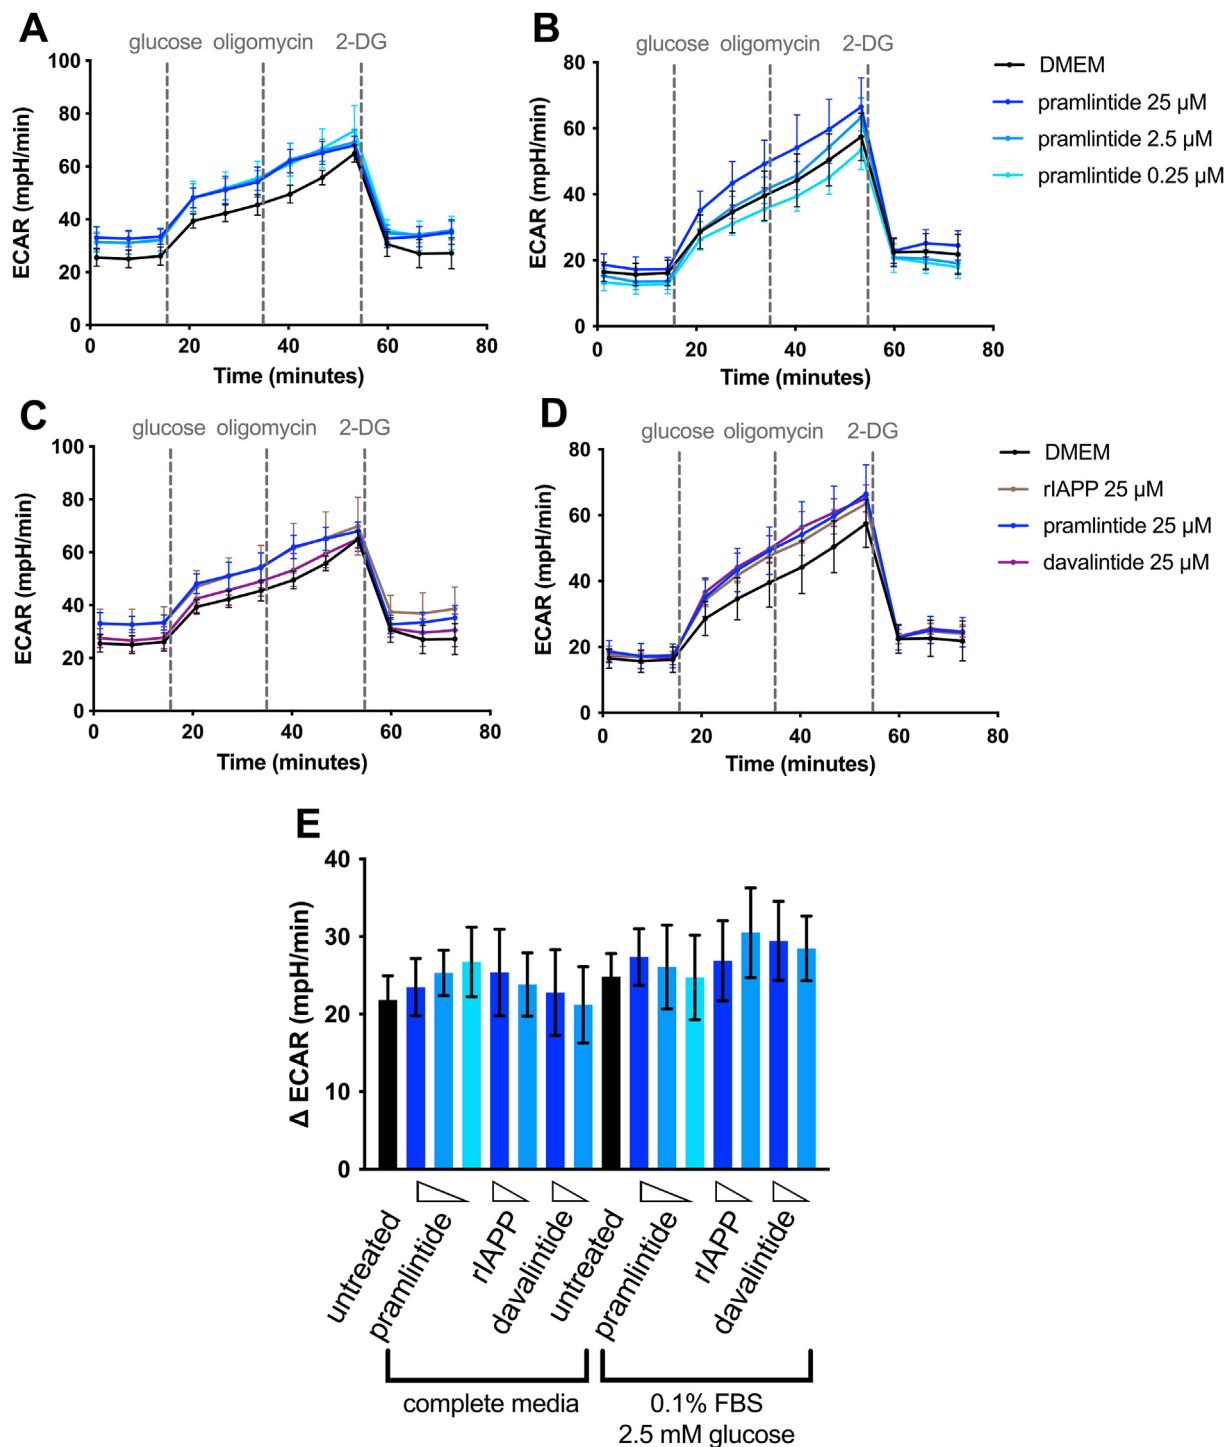 A
glucose oligomycin 2-DG
100
80
60
40
20
0
ECAR (mpH/min)
0 20 40 60 80
Time (minutes)
B
glucose oligomycin 2-DG
80
60
40
20
0
ECAR (mpH/min)
0 20 40 60 80
Time (minutes)
DMEM
pramlintide 25 µM
pramlintide 2.5 µM
pramlintide 0.25 µM
C
glucose oligomycin 2-DG
100
80
60
40
20
0
ECAR (mpH/min)
0 20 40 60 80
Time (minutes)
D
glucose oligomycin 2-DG
80
60
40
20
0
ECAR (mpH/min)
0 20 40 60 80
Time (minutes)
DMEM
rIAPP 25 µM
pramlintide 25 µM
davalintide 25 µM
E
40
30
20
10
0
Δ ECAR (mpH/min)
untreated
pramlintide
rIAPP
davalintide
untreated
pramlintide
rIAPP
davalintide
complete media
0.1% FBS
2.5 mM glucose